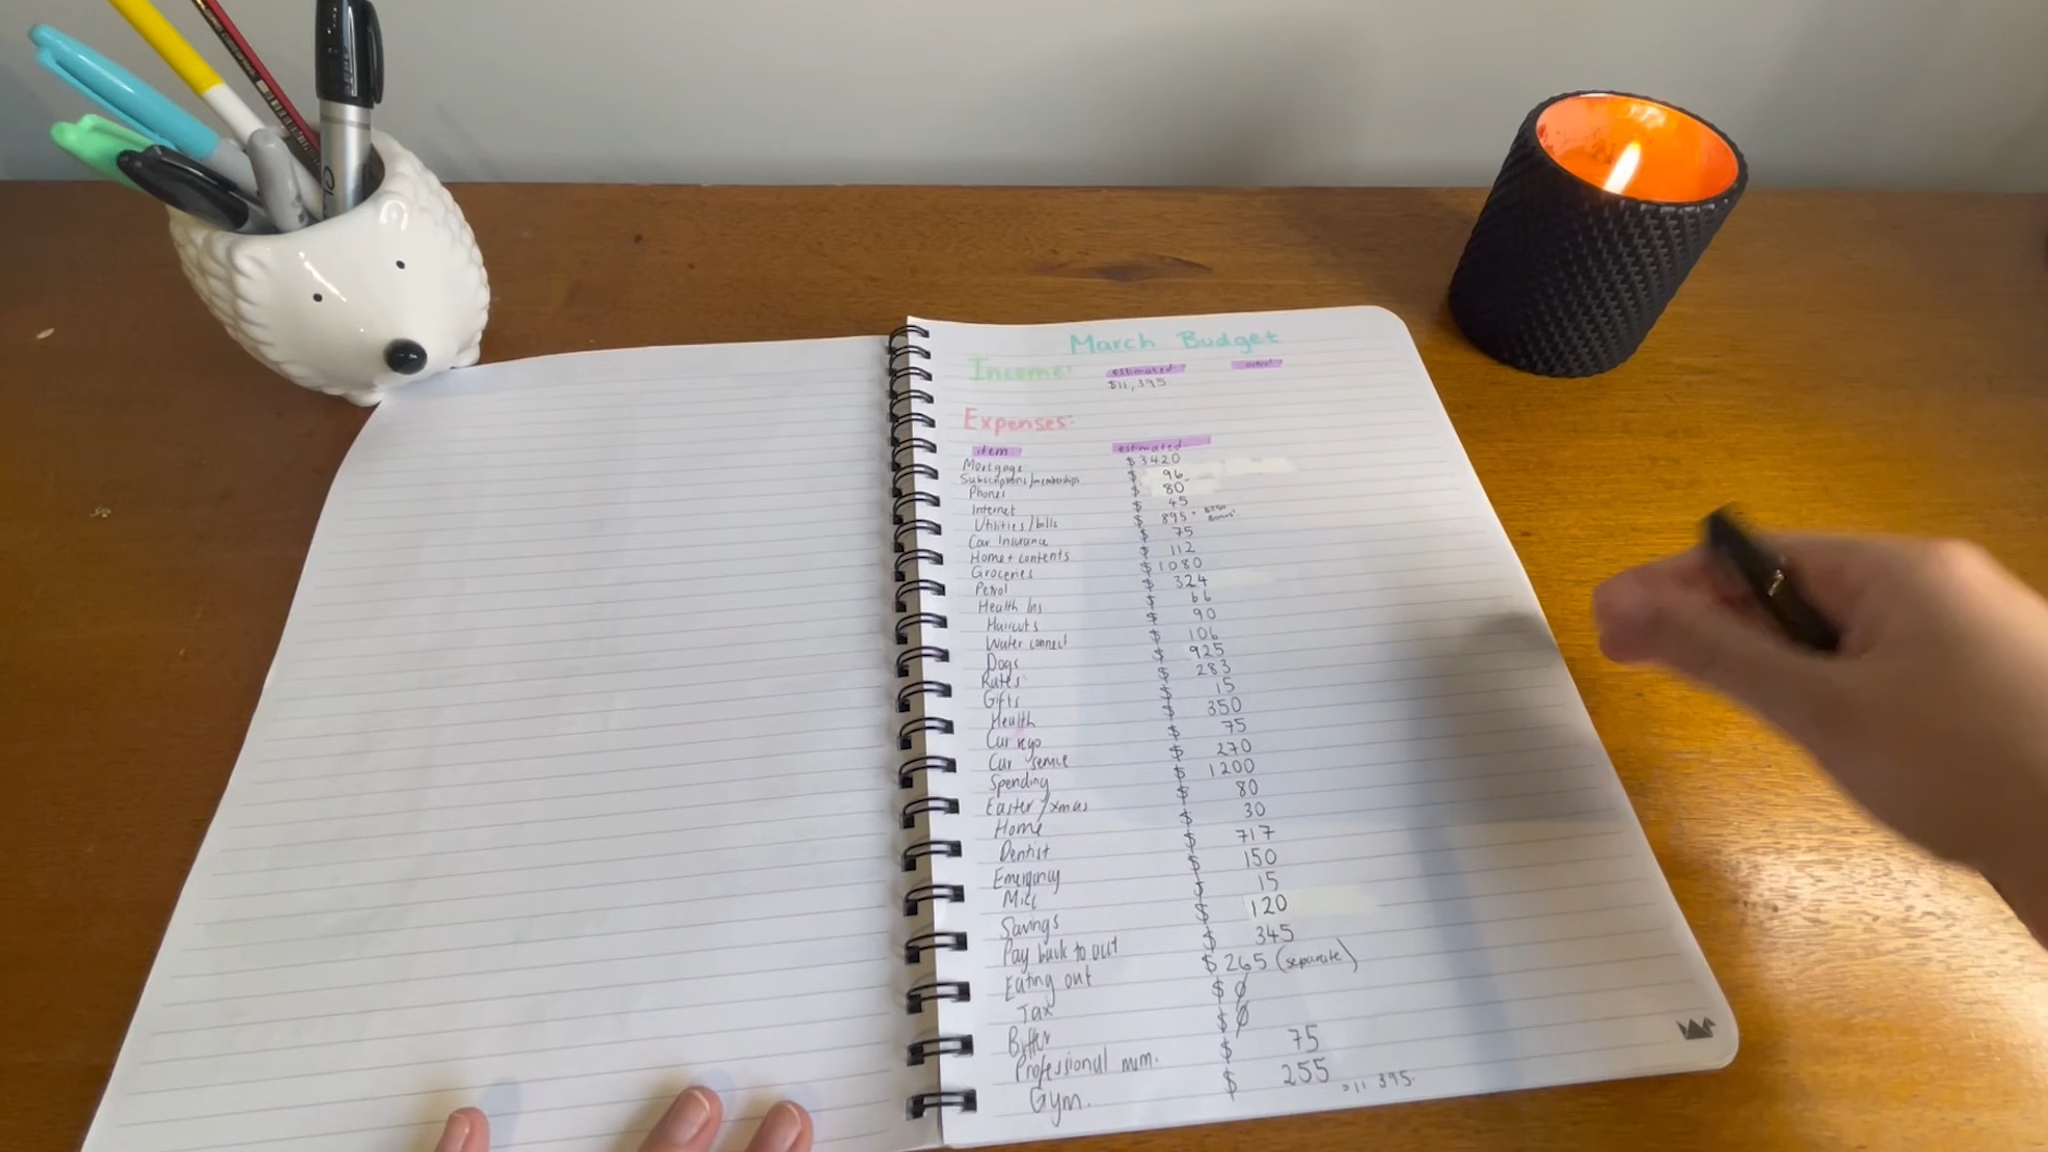 March Budget
Income: estimated actual
$11,395
Expenses:
item estimated
Mortgage $3420
Subscriptions/memberships $ 96
Phones $ 80
Internet $ 45
Utilities/bills $ 895
Car Insurance $ 75
Home + contents $ 112
Groceries $1080
Petrol $ 324
Health Ins $ 66
Haircuts $ 90
Water connect $ 106
Dogs $ 925
Rates $ 283
Gifts $ 15
Health $ 350
Car rego $ 75
Car service $ 270
Spending $ 1200
Easter/xmas $ 80
Home $ 30
Dentist $ 717
Emergency $ 150
Misc $ 15
Savings $ 120
Pay back to acct $ 345
Eating out $265 (separate)
Tax $ 0
Buffer $ 0
Professional mem. $ 75
Gym. $ 255
11 395.